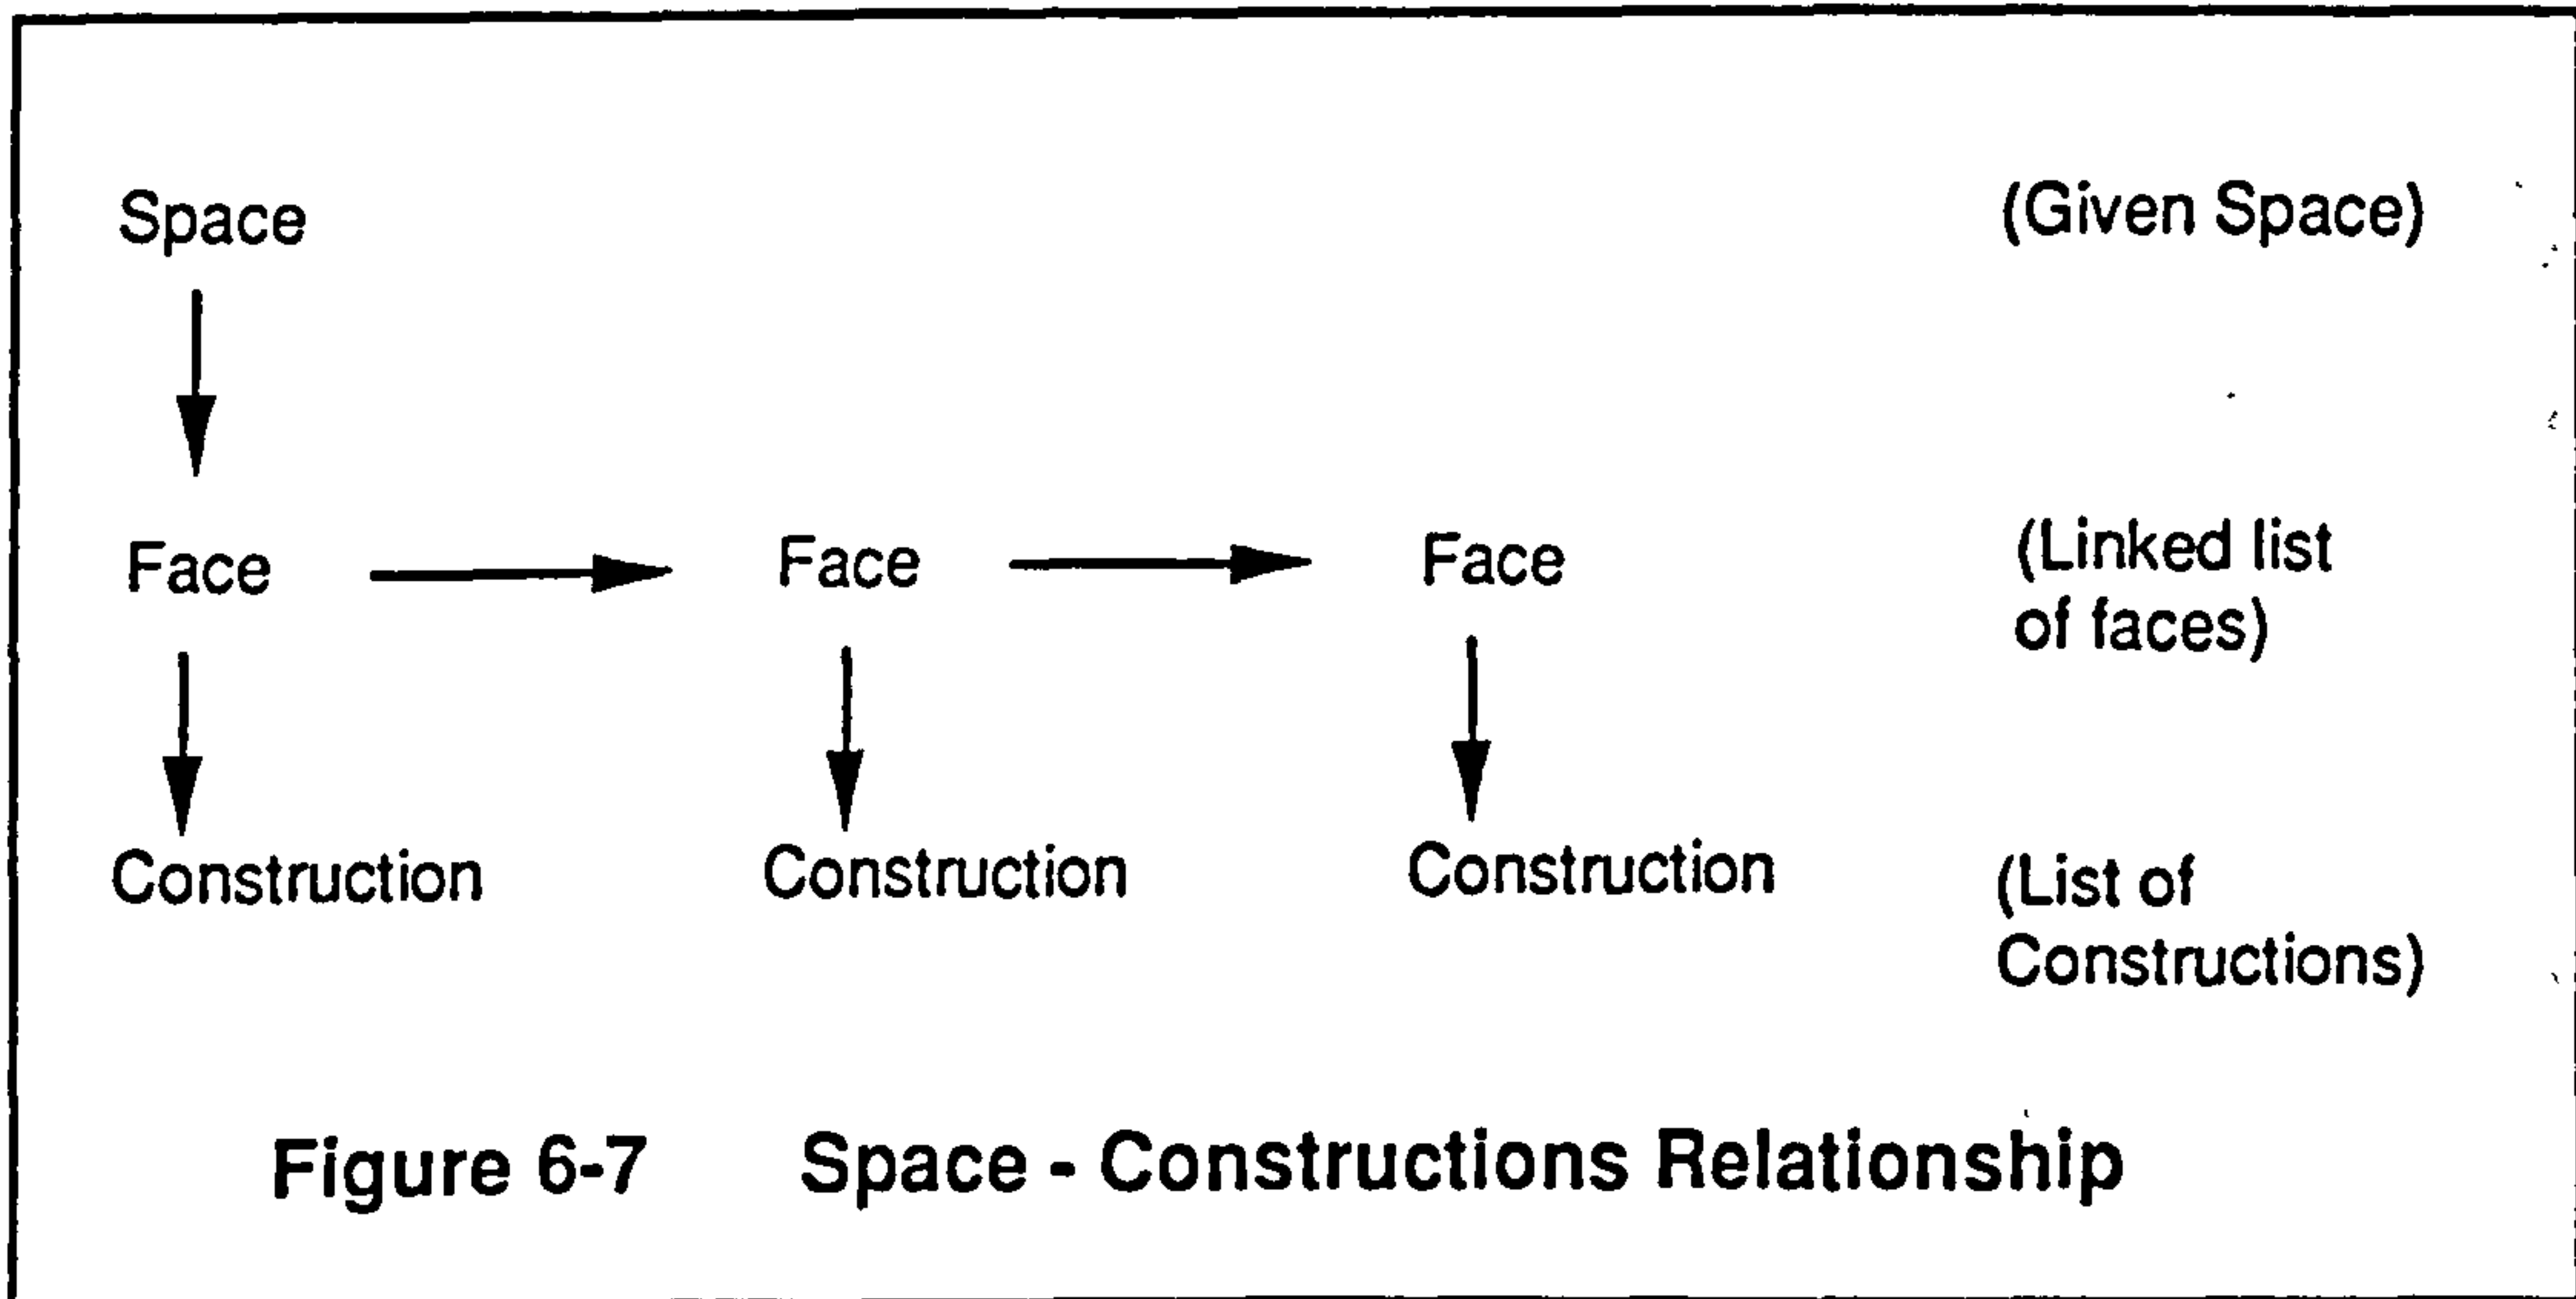 Space (Given Space)
Face Face Face (Linked list
of faces)
Construction Construction Construction (List of
Constructions)
Figure 6-7 Space - Constructions Relationship